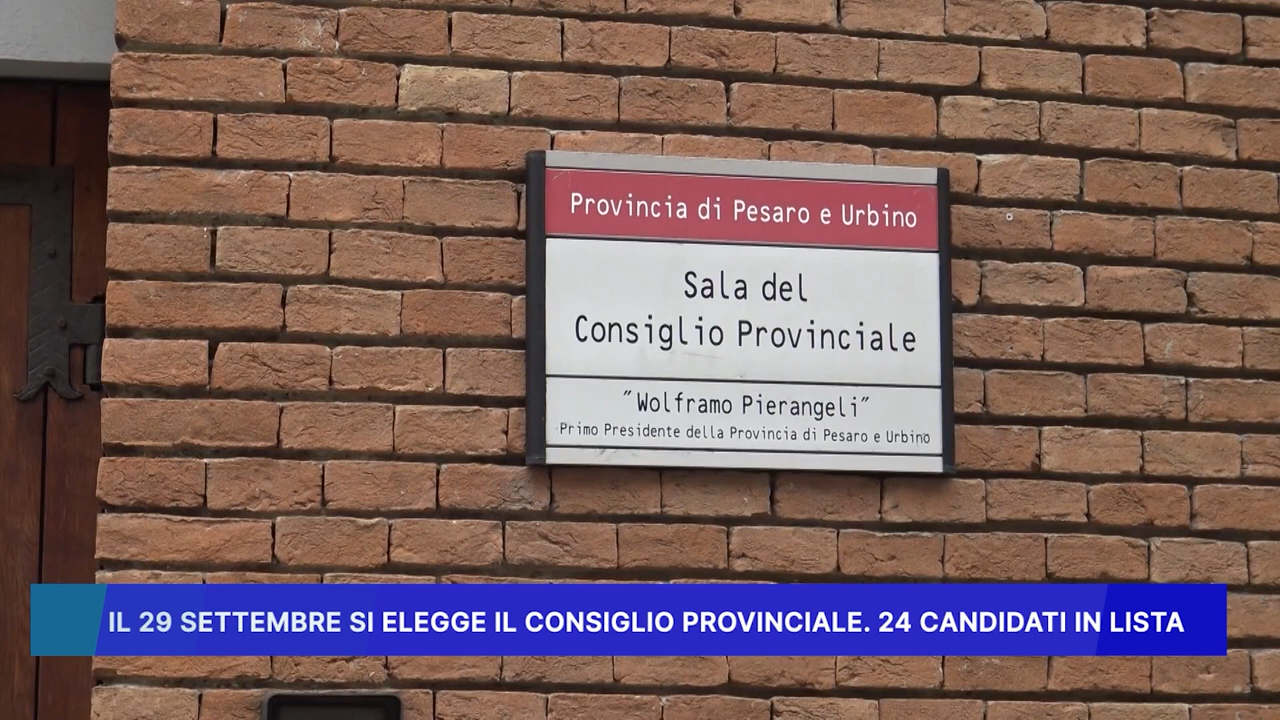 Provincia di Pesaro e Urbino
Sala del
Consiglio Provinciale
"Wolframo Pierangeli"
Primo Presidente della Provincia di Pesaro e Urbino
IL 29 SETTEMBRE SI ELEGGE IL CONSIGLIO PROVINCIALE. 24 CANDIDATI IN LISTA